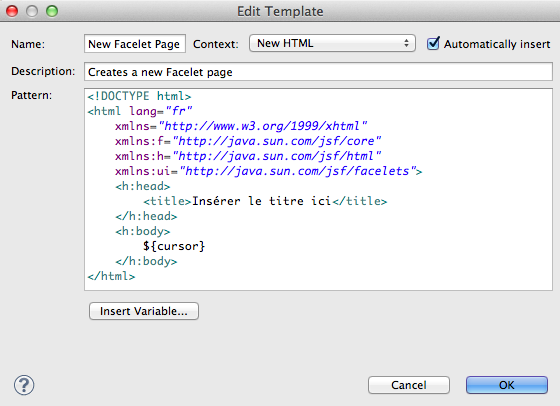 Edit Template
Name: New Facelet Page Context: New HTML Automatically insert
Description: Creates a new Facelet page
Pattern: <!DOCTYPE html>
<html lang="fr"
xmlns="http://www.w3.org/1999/xhtml"
xmlns:f="http://java.sun.com/jsf/core"
xmlns:h="http://java.sun.com/jsf/html"
xmlns:ui="http://java.sun.com/jsf/facelets">
<h:head>
<title>Insérer le titre ici</title>
</h:head>
<h:body>
${cursor}
</h:body>
</html>
Insert Variable...
? Cancel OK